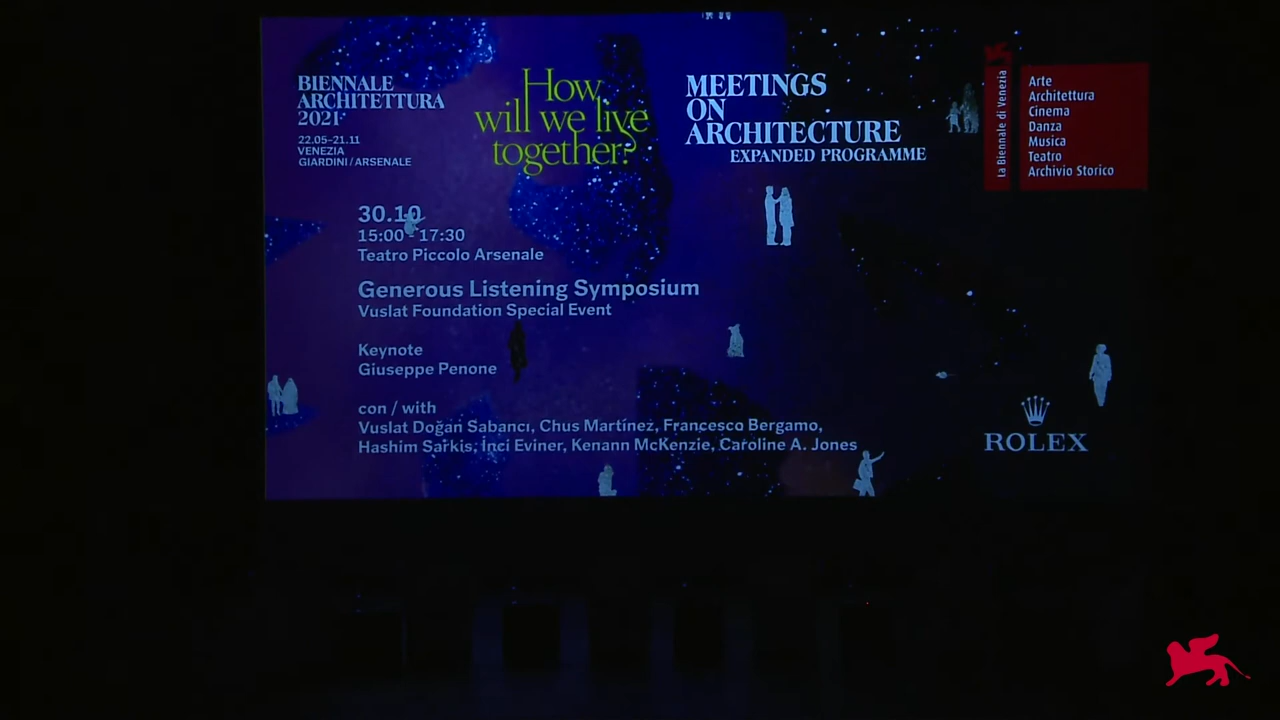 BIENNALE
ARCHITETTURA
2021
22.05-21.11
VENEZIA
GIARDINI / ARSENALE
How
will we live
together?
MEETINGS
ON
ARCHITECTURE
EXPANDED PROGRAMME
La Biennale di Venezia
Arte
Architettura
Cinema
Danza
Musica
Teatro
Archivio Storico
30.10
15:00 - 17:30
Teatro Piccolo Arsenale
Generous Listening Symposium
Vuslat Foundation Special Event
Keynote
Giuseppe Penone
con / with
Vuslat Doğan Sabancı, Chus Martínez, Francesco Bergamo,
Hashim Sarkis, İnci Eviner, Kenann McKenzie, Caroline A. Jones
ROLEX